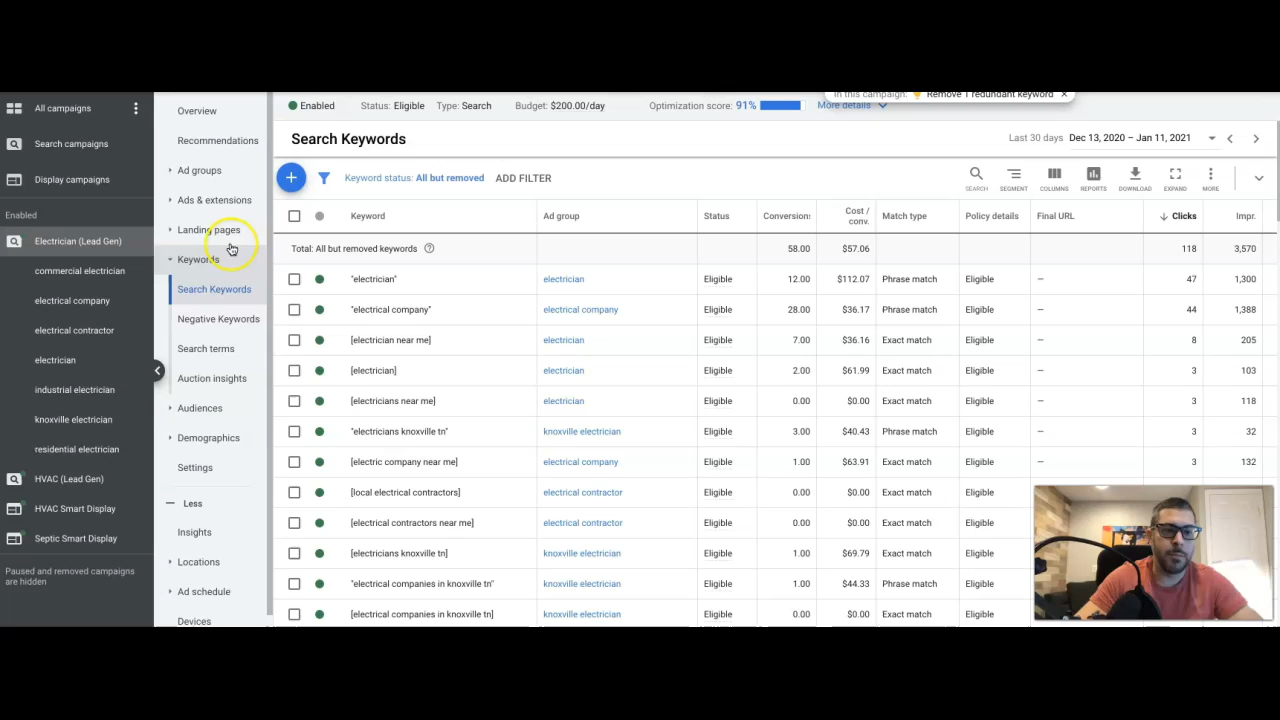 All campaigns
Search campaigns
Display campaigns
Enabled
Electrician (Lead Gen)
commercial electrician
electrical company
electrical contractor
electrician
industrial electrician
knoxville electrician
residential electrician
HVAC (Lead Gen)
HVAC Smart Display
Septic Smart Display
Paused and removed campaigns
are hidden
Overview
Recommendations
Ad groups
Ads & extensions
Landing pages
Keywords
Search Keywords
Negative Keywords
Search terms
Auction insights
Audiences
Demographics
Settings
Less
Insights
Locations
Ad schedule
Devices
In this campaign: Remove 1 redundant keyword
Enabled Status: Eligible Type: Search Budget: $200.00/day Optimization score: 91% More details
Search Keywords Last 30 days Dec 13, 2020 – Jan 11, 2021
Keyword status: All but removed ADD FILTER
SEARCH SEGMENT COLUMNS REPORTS DOWNLOAD EXPAND MORE
Keyword Ad group Status Conversions Cost / conv. Match type Policy details Final URL Clicks Impr.
Total: All but removed keywords 58.00 $57.06 118 3,570
"electrician" electrician Eligible 12.00 $112.07 Phrase match Eligible — 47 1,300
"electrical company" electrical company Eligible 28.00 $36.17 Phrase match Eligible — 44 1,388
[electrician near me] electrician Eligible 7.00 $36.16 Exact match Eligible — 8 205
[electrician] electrician Eligible 2.00 $61.99 Exact match Eligible — 3 103
[electricians near me] electrician Eligible 0.00 $0.00 Exact match Eligible — 3 118
"electricians knoxville tn" knoxville electrician Eligible 3.00 $40.43 Phrase match Eligible — 3 32
[electric company near me] electrical company Eligible 1.00 $63.91 Exact match Eligible — 3 132
[local electrical contractors] electrical contractor Eligible 0.00 $0.00 Exact match Eligible
[electrical contractors near me] electrical contractor Eligible 0.00 $0.00 Exact match Eligible
[electricians knoxville tn] knoxville electrician Eligible 1.00 $69.79 Exact match Eligible
"electrical companies in knoxville tn" knoxville electrician Eligible 1.00 $44.33 Phrase match Eligible
[electrical companies in knoxville tn] knoxville electrician Eligible 0.00 $0.00 Exact match Eligible